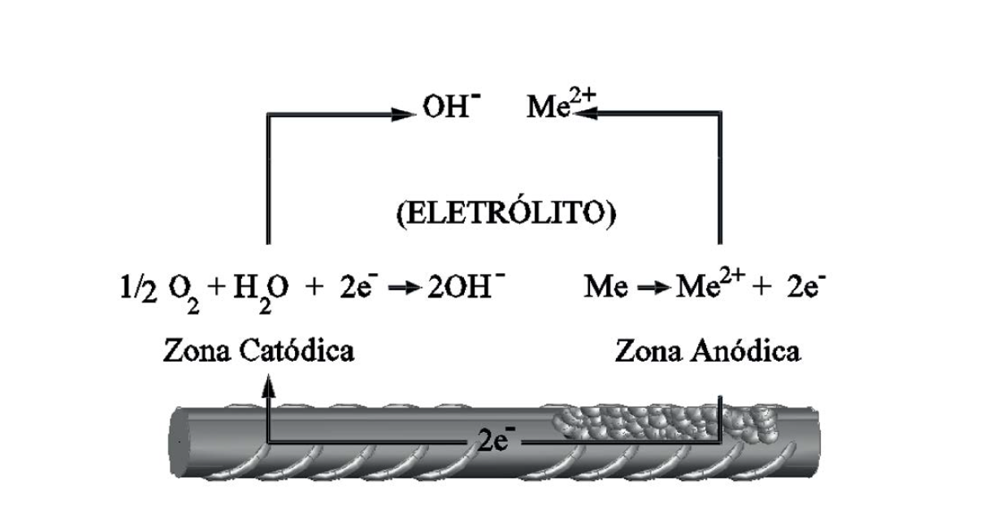 OH⁻ Me²⁺
(ELETRÓLITO)
1/2 O₂ + H₂O + 2e⁻ → 2OH⁻ Me → Me²⁺ + 2e⁻
Zona Catódica Zona Anódica
2e⁻